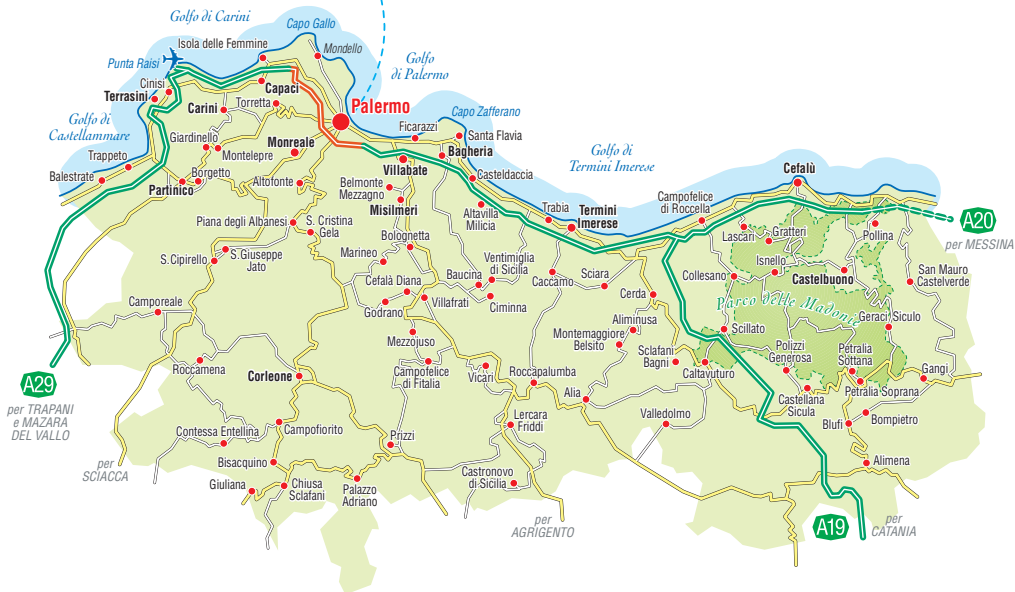 Golfo di Carini
Capo Gallo
Isola delle Femmine
Mondello
Punta Raisi
Golfo
di Palermo
Cinisi
Terrasini
Capaci
Carini
Torretta
Palermo
Capo Zafferano
Golfo di
Castellammare
Ficarazzi
Santa Flavia
Giardinello
Monreale
Bagheria
Golfo di
Termini Imerese
Trappeto
Montelepre
Villabate
Casteldaccia
Cefalù
Balestrate
Borgetto
Partinico
Altofonte
Belmonte
Mezzagno
Misilmeri
Altavilla
Milicia
Trabia
Termini
Imerese
Campofelice
di Roccella
A20
per MESSINA
Piana degli Albanesi
S. Cristina
Gela
Lascari
Gratteri
Pollina
Bolognetta
S.Cipirello
S.Giuseppe
Jato
Marineo
Baucina
Ventimiglia
di Sicilia
Caccamo
Sciara
Collesano
Isnello
Castelbuono
San Mauro
Castelverde
Cefalà Diana
Villafrati
Ciminna
Cerda
Parco delle Madonie
Camporeale
Godrano
Geraci Siculo
Mezzojuso
Aliminusa
Montemaggiore
Belsito
Scillato
Sclafani
Bagni
Polizzi
Generosa
Petralia
Sottana
Roccamena
Corleone
Campofelice
di Fitalia
Vicari
Roccapalumba
Caltavuturo
Gangi
A29
per TRAPANI
e MAZARA
DEL VALLO
Alia
Castellana
Sicula
Petralia Soprana
Lercara
Friddi
Valledolmo
Blufi
Bompietro
Contessa Entellina
Campofiorito
Prizzi
per
SCIACCA
Bisacquino
Alimena
Giuliana
Chiusa
Sclafani
Palazzo
Adriano
Castronovo
di Sicilia
per
AGRIGENTO
A19
per
CATANIA